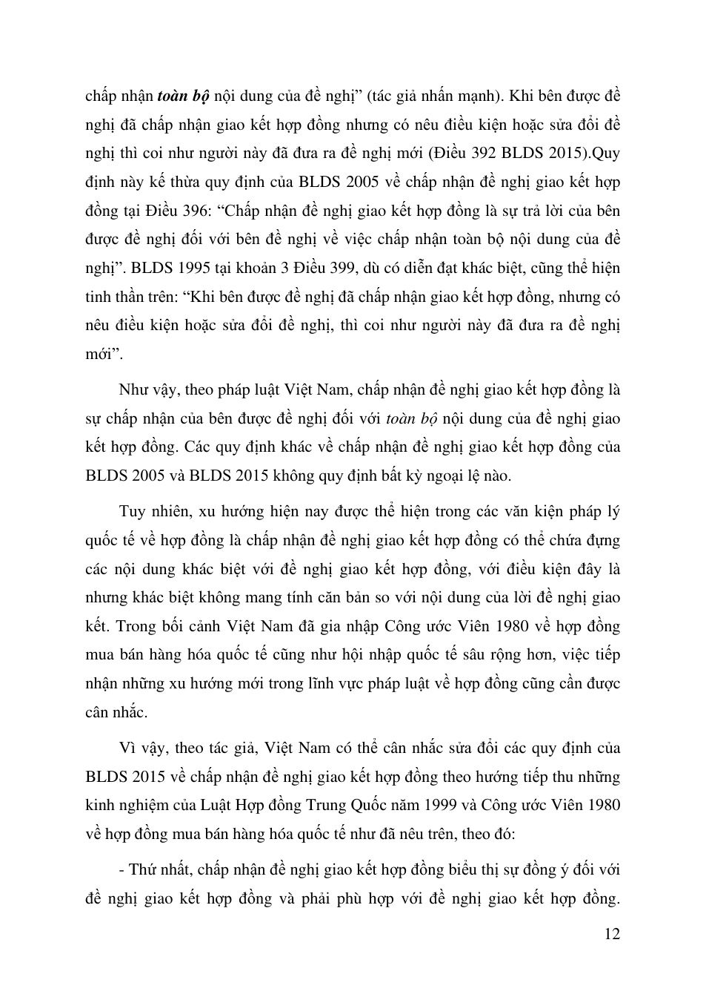 chấp nhận toàn bộ nội dung của đề nghị” (tác giả nhấn mạnh). Khi bên được đề
nghị đã chấp nhận giao kết hợp đồng nhưng có nêu điều kiện hoặc sửa đổi đề
nghị thì coi như người này đã đưa ra đề nghị mới (Điều 392 BLDS 2015).Quy
định này kế thừa quy định của BLDS 2005 về chấp nhận đề nghị giao kết hợp
đồng tại Điều 396: “Chấp nhận đề nghị giao kết hợp đồng là sự trả lời của bên
được đề nghị đối với bên đề nghị về việc chấp nhận toàn bộ nội dung của đề
nghị”. BLDS 1995 tại khoản 3 Điều 399, dù có diễn đạt khác biệt, cũng thể hiện
tinh thần trên: “Khi bên được đề nghị đã chấp nhận giao kết hợp đồng, nhưng có
nêu điều kiện hoặc sửa đổi đề nghị, thì coi như người này đã đưa ra đề nghị
mới”.
Như vậy, theo pháp luật Việt Nam, chấp nhận đề nghị giao kết hợp đồng là
sự chấp nhận của bên được đề nghị đối với toàn bộ nội dung của đề nghị giao
kết hợp đồng. Các quy định khác về chấp nhận đề nghị giao kết hợp đồng của
BLDS 2005 và BLDS 2015 không quy định bất kỳ ngoại lệ nào.
Tuy nhiên, xu hướng hiện nay được thể hiện trong các văn kiện pháp lý
quốc tế về hợp đồng là chấp nhận đề nghị giao kết hợp đồng có thể chứa đựng
các nội dung khác biệt với đề nghị giao kết hợp đồng, với điều kiện đây là
nhưng khác biệt không mang tính căn bản so với nội dung của lời đề nghị giao
kết. Trong bối cảnh Việt Nam đã gia nhập Công ước Viên 1980 về hợp đồng
mua bán hàng hóa quốc tế cũng như hội nhập quốc tế sâu rộng hơn, việc tiếp
nhận những xu hướng mới trong lĩnh vực pháp luật về hợp đồng cũng cần được
cân nhắc.
Vì vậy, theo tác giả, Việt Nam có thể cân nhắc sửa đổi các quy định của
BLDS 2015 về chấp nhận đề nghị giao kết hợp đồng theo hướng tiếp thu những
kinh nghiệm của Luật Hợp đồng Trung Quốc năm 1999 và Công ước Viên 1980
về hợp đồng mua bán hàng hóa quốc tế như đã nêu trên, theo đó:
- Thứ nhất, chấp nhận đề nghị giao kết hợp đồng biểu thị sự đồng ý đối với
đề nghị giao kết hợp đồng và phải phù hợp với đề nghị giao kết hợp đồng.
12